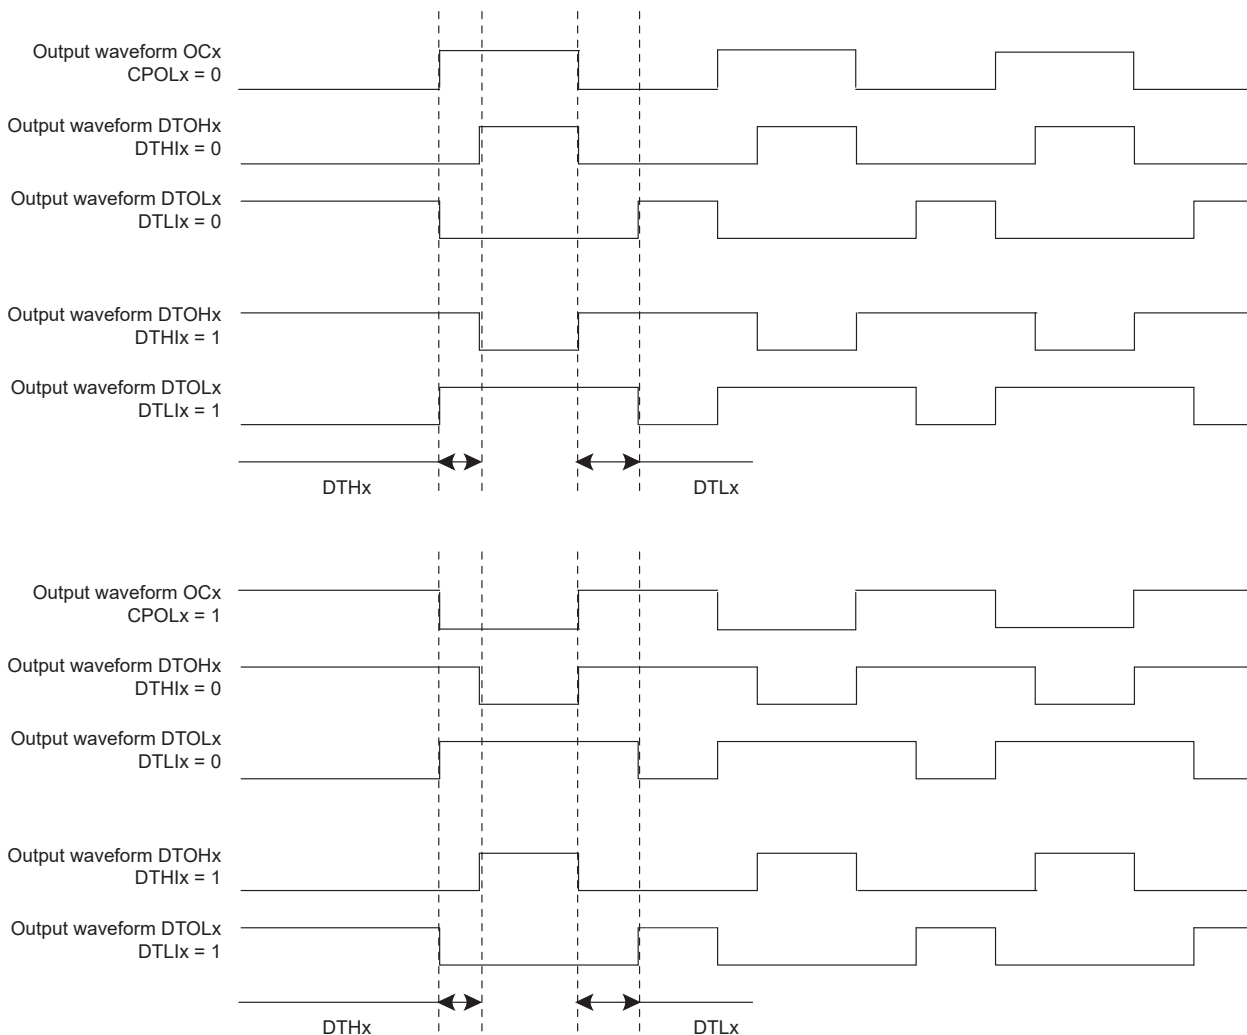 Output waveform OCx
CPOLx = 0
Output waveform DTOHx
DTHIx = 0
Output waveform DTOLx
DTLIx = 0
Output waveform DTOHx
DTHIx = 1
Output waveform DTOLx
DTLIx = 1
DTHx
DTLx
Output waveform OCx
CPOLx = 1
Output waveform DTOHx
DTHIx = 0
Output waveform DTOLx
DTLIx = 0
Output waveform DTOHx
DTHIx = 1
Output waveform DTOLx
DTLIx = 1
DTHx
DTLx